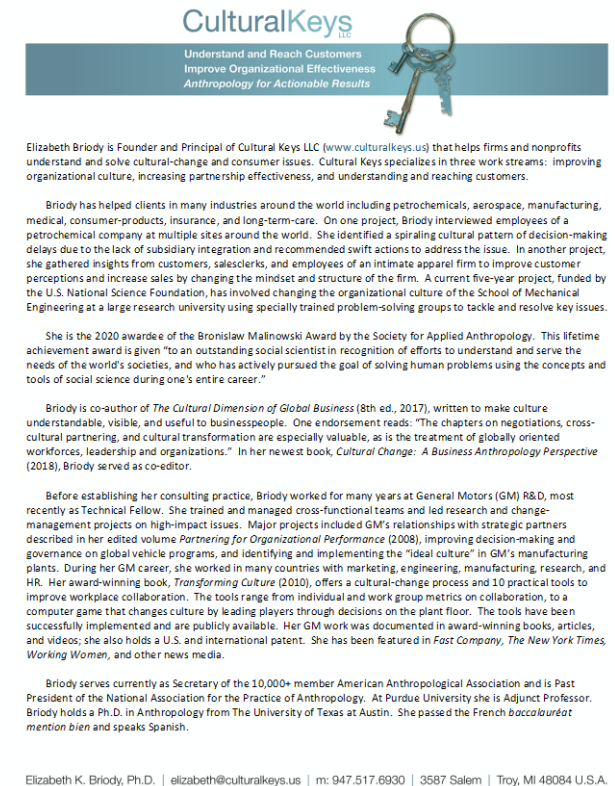 CulturalKeys
LLC
Understand and Reach Customers
Improve Organizational Effectiveness
Anthropology for Actionable Results
Elizabeth Briody is Founder and Principal of Cultural Keys LLC (www.culturalkeys.us) that helps firms and nonprofits
understand and solve cultural-change and consumer issues. Cultural Keys specializes in three work streams: improving
organizational culture, increasing partnership effectiveness, and understanding and reaching customers.
Briody has helped clients in many industries around the world including petrochemicals, aerospace, manufacturing,
medical, consumer-products, insurance, and long-term-care. On one project, Briody interviewed employees of a
petrochemical company at multiple sites around the world. She identified a spiraling cultural pattern of decision-making
delays due to the lack of subsidiary integration and recommended swift actions to address the issue. In another project,
she gathered insights from customers, salesclerks, and employees of an intimate apparel firm to improve customer
perceptions and increase sales by changing the mindset and structure of the firm. A current five-year project, funded by
the U.S. National Science Foundation, has involved changing the organizational culture of the School of Mechanical
Engineering at a large research university using specially trained problem-solving groups to tackle and resolve key issues.
She is the 2020 awardee of the Bronislaw Malinowski Award by the Society for Applied Anthropology. This lifetime
achievement award is given “to an outstanding social scientist in recognition of efforts to understand and serve the
needs of the world's societies, and who has actively pursued the goal of solving human problems using the concepts and
tools of social science during one's entire career.”
Briody is co-author of The Cultural Dimension of Global Business (8th ed., 2017), written to make culture
understandable, visible, and useful to businesspeople. One endorsement reads: “The chapters on negotiations, cross-
cultural partnering, and cultural transformation are especially valuable, as is the treatment of globally oriented
workforces, leadership and organizations.” In her newest book, Cultural Change: A Business Anthropology Perspective
(2018), Briody served as co-editor.
Before establishing her consulting practice, Briody worked for many years at General Motors (GM) R&D, most
recently as Technical Fellow. She trained and managed cross-functional teams and led research and change-
management projects on high-impact issues. Major projects included GM’s relationships with strategic partners
described in her edited volume Partnering for Organizational Performance (2008), improving decision-making and
governance on global vehicle programs, and identifying and implementing the “ideal culture” in GM’s manufacturing
plants. During her GM career, she worked in many countries with marketing, engineering, manufacturing, research, and
HR. Her award-winning book, Transforming Culture (2010), offers a cultural-change process and 10 practical tools to
improve workplace collaboration. The tools range from individual and work group metrics on collaboration, to a
computer game that changes culture by leading players through decisions on the plant floor. The tools have been
successfully implemented and are publicly available. Her GM work was documented in award-winning books, articles,
and videos; she also holds a U.S. and international patent. She has been featured in Fast Company, The New York Times,
Working Women, and other news media.
Briody serves currently as Secretary of the 10,000+ member American Anthropological Association and is Past
President of the National Association for the Practice of Anthropology. At Purdue University she is Adjunct Professor.
Briody holds a Ph.D. in Anthropology from The University of Texas at Austin. She passed the French baccalauréat
mention bien and speaks Spanish.
Elizabeth K. Briody, Ph.D. | elizabeth@culturalkeys.us | m: 947.517.6930 | 3587 Salem | Troy, MI 48084 U.S.A.